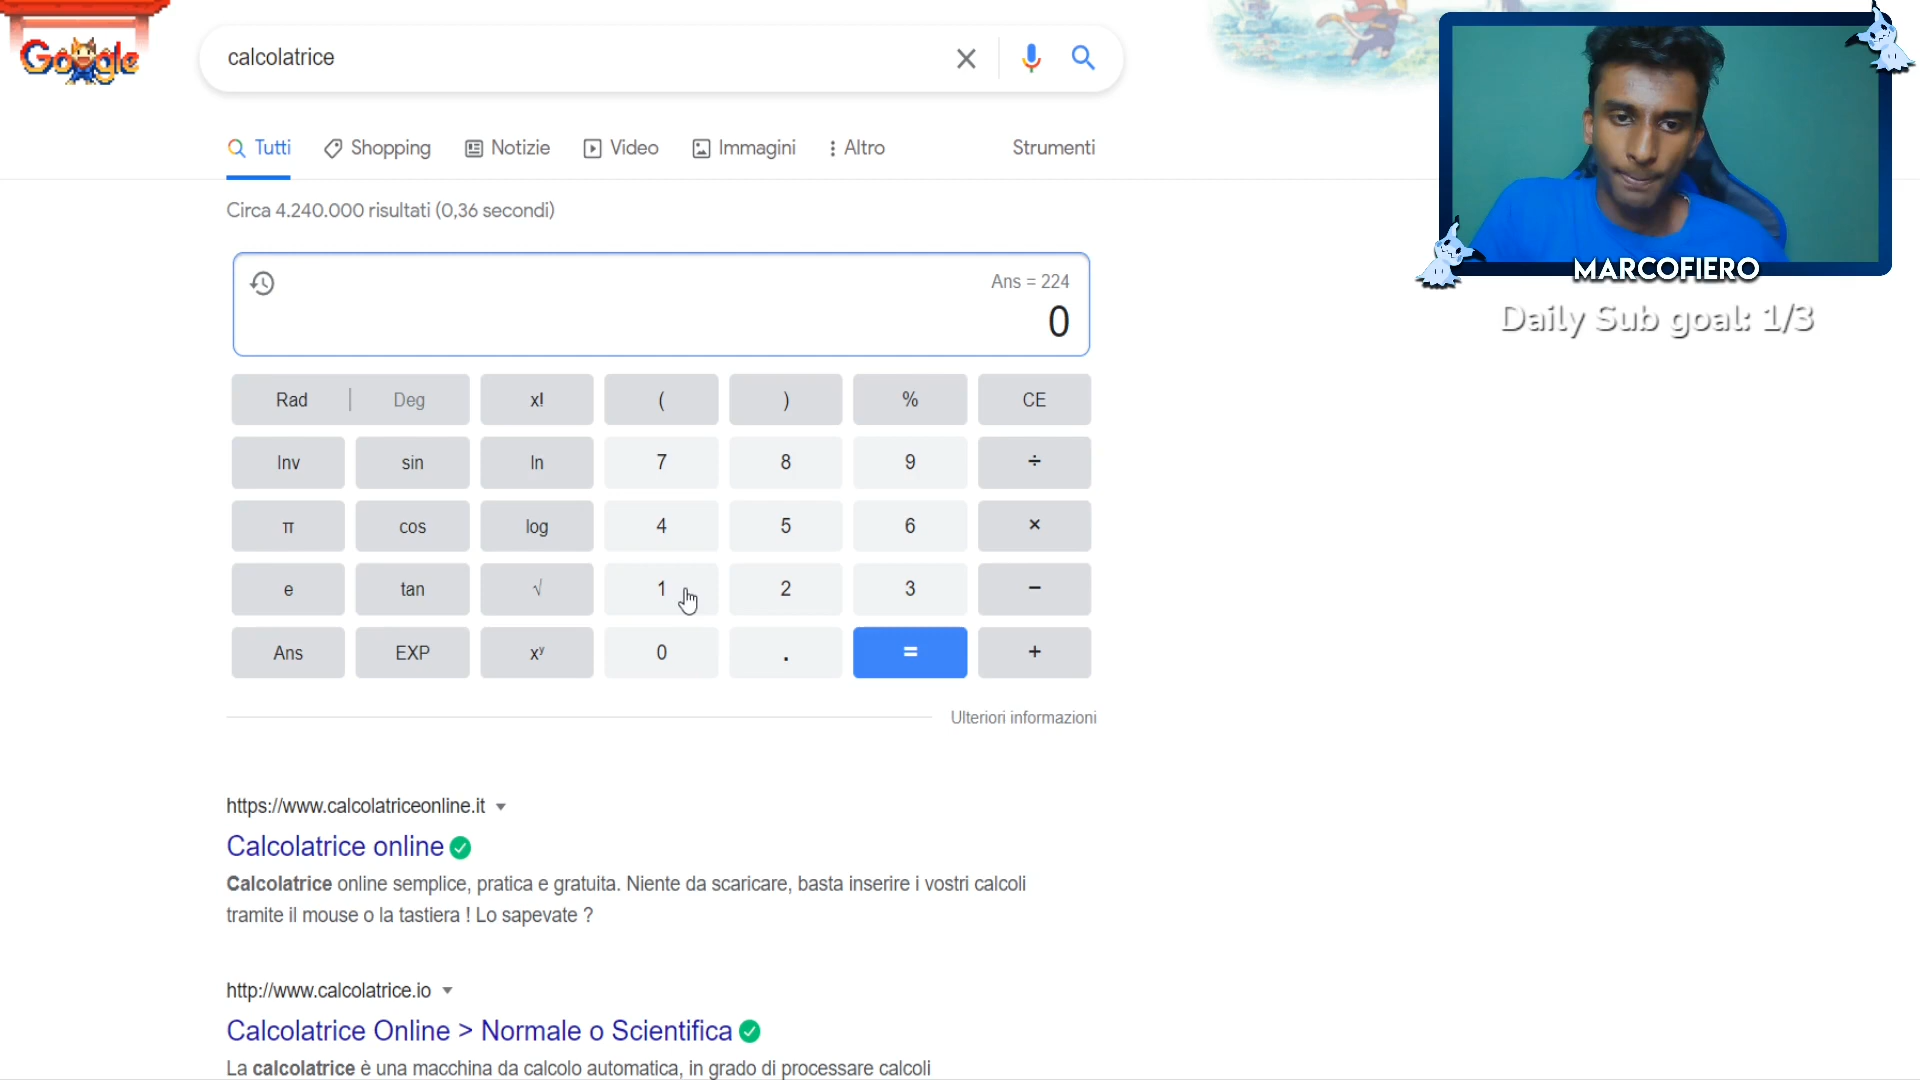 Google
calcolatrice
Tutti
Shopping
Notizie
Video
Immagini
Altro
Strumenti
Circa 4.240.000 risultati (0,36 secondi)
Ans = 224
0
Rad | Deg x! ( ) % CE
Inv sin ln 7 8 9 ÷
π cos log 4 5 6 ×
e tan √ 1 2 3 −
Ans EXP xʸ 0 . = +
Ulteriori informazioni
https://www.calcolatriceonline.it
Calcolatrice online
Calcolatrice online semplice, pratica e gratuita. Niente da scaricare, basta inserire i vostri calcoli
tramite il mouse o la tastiera ! Lo sapevate ?
http://www.calcolatrice.io
Calcolatrice Online > Normale o Scientifica
La calcolatrice è una macchina da calcolo automatica, in grado di processare calcoli
MARCOFIERO
Daily Sub goal: 1/3